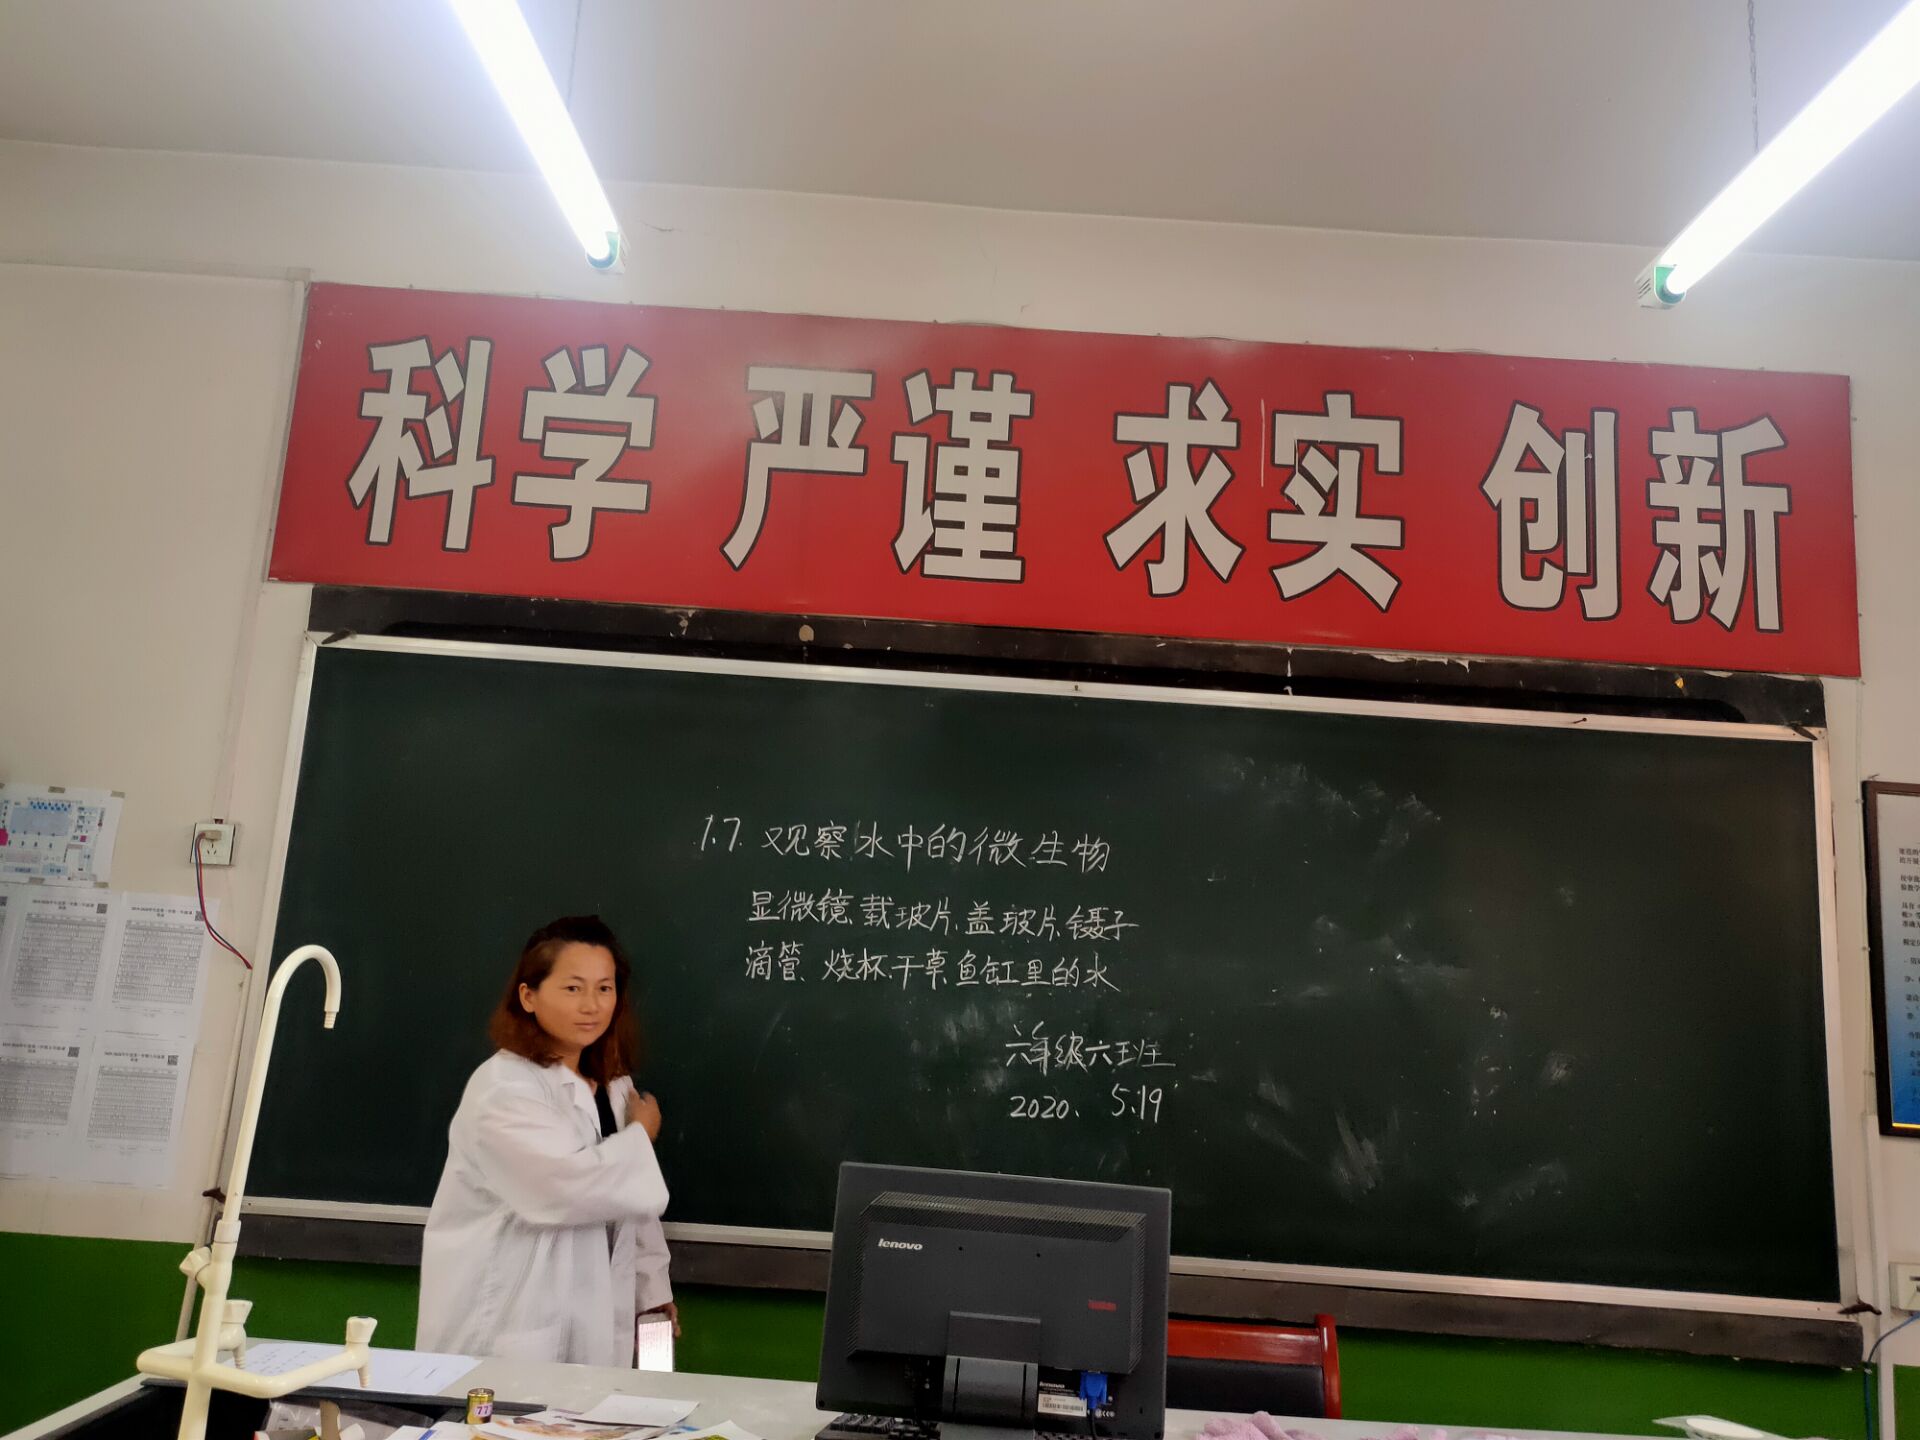 科学 严谨 求实 创新
1.7 观察水中的微生物
显微镜、载玻片、盖玻片、镊子
滴管、烧杯、干草、鱼缸里的水
六年级六班
2020. 5.19
lenovo
lenovo
77